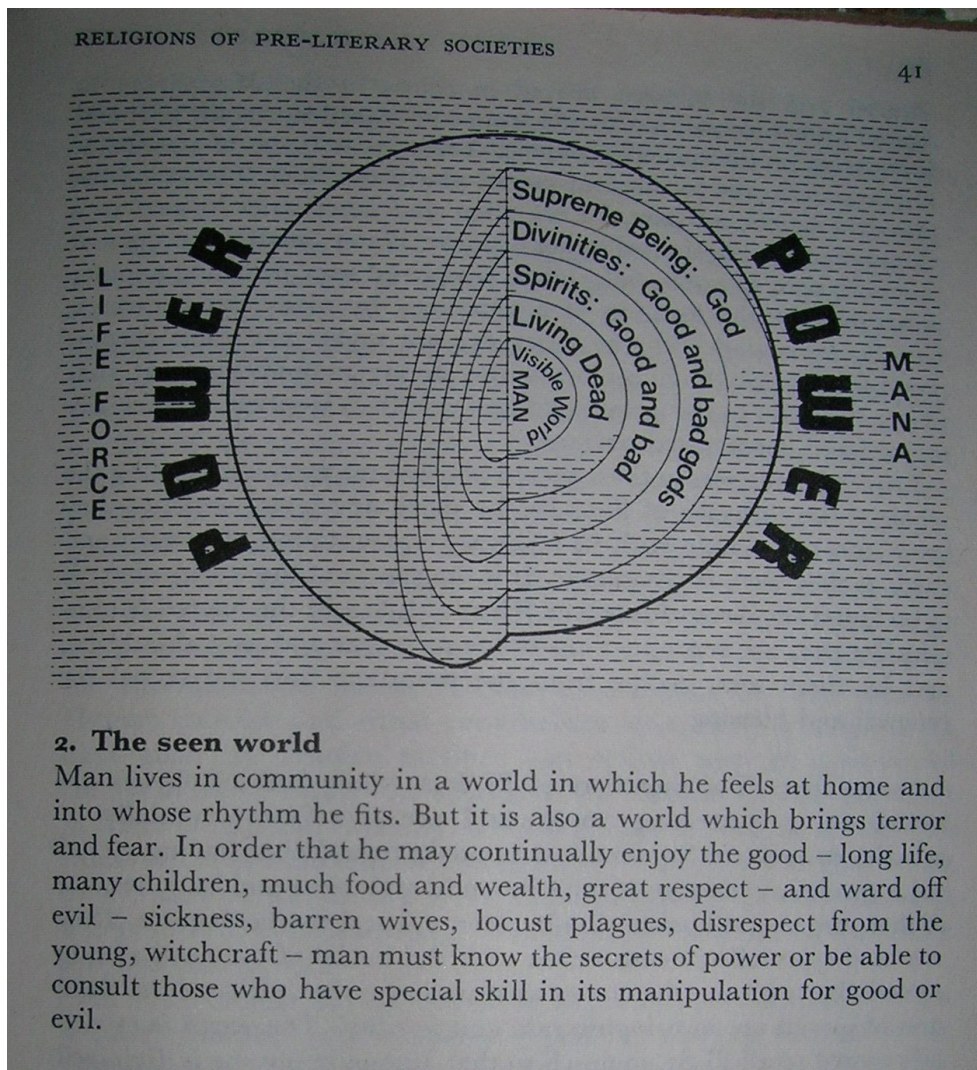 RELIGIONS OF PRE-LITERARY SOCIETIES
41
LIFE FORCE
POWER
Supreme Being: God
Divinities: Good and bad gods
Spirits: Good and bad
Living Dead
Visible World
MAN
POWER
MANA
2. The seen world
Man lives in community in a world in which he feels at home and
into whose rhythm he fits. But it is also a world which brings terror
and fear. In order that he may continually enjoy the good – long life,
many children, much food and wealth, great respect – and ward off
evil – sickness, barren wives, locust plagues, disrespect from the
young, witchcraft – man must know the secrets of power or be able to
consult those who have special skill in its manipulation for good or
evil.